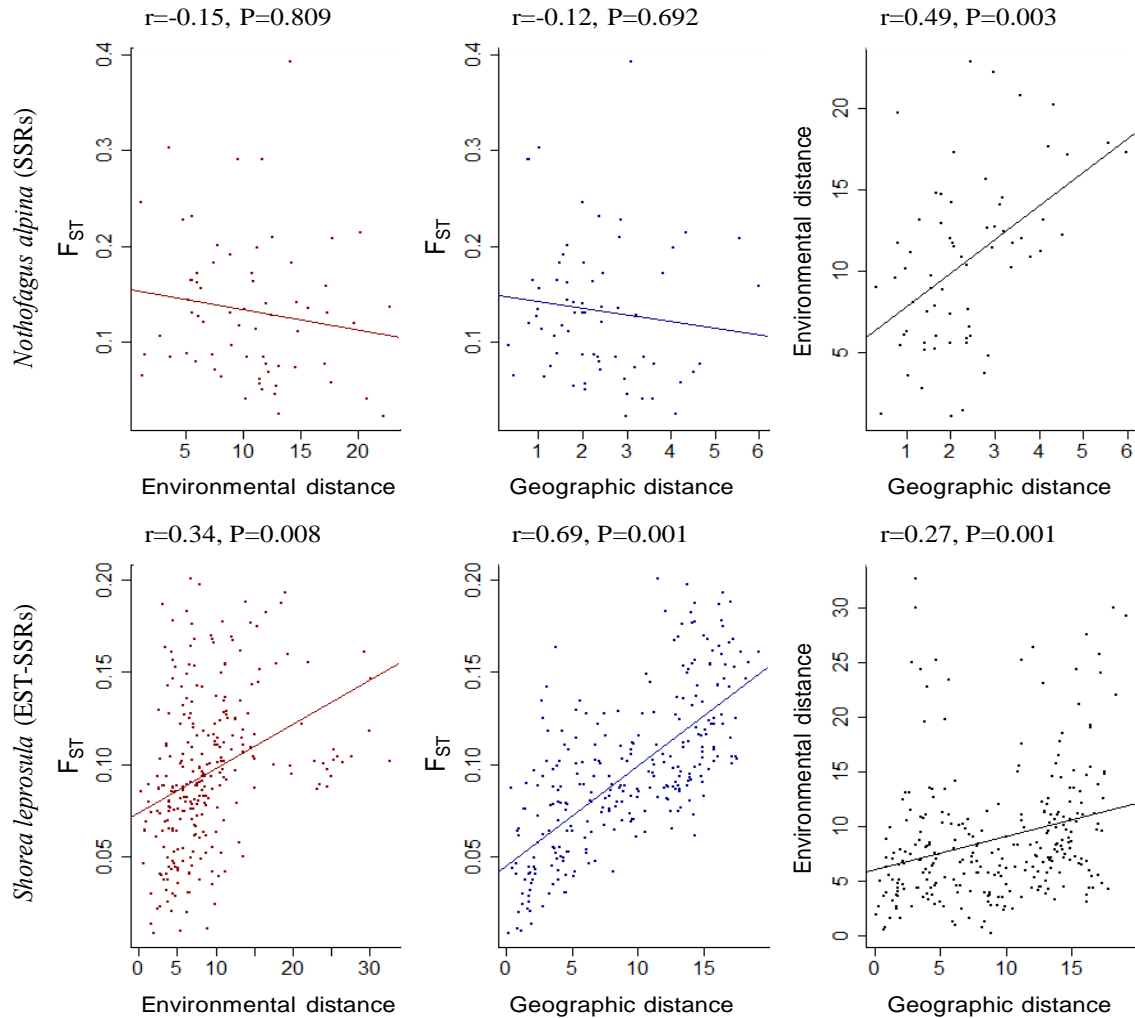 r=-0.15, P=0.809
r=-0.12, P=0.692
r=0.49, P=0.003
Nothofagus alpina (SSRs)
F_ST
0.4
0.3
0.2
0.1
5
10
15
20
Environmental distance
F_ST
0.4
0.3
0.2
0.1
1
2
3
4
5
6
Geographic distance
Environmental distance
20
15
10
5
1
2
3
4
5
6
Geographic distance
r=0.34, P=0.008
r=0.69, P=0.001
r=0.27, P=0.001
Shorea leprosula (EST-SSRs)
F_ST
0.20
0.15
0.10
0.05
0
5
10
20
30
Environmental distance
F_ST
0.20
0.15
0.10
0.05
0
5
10
15
Geographic distance
Environmental distance
30
25
20
15
10
5
0
0
5
10
15
Geographic distance